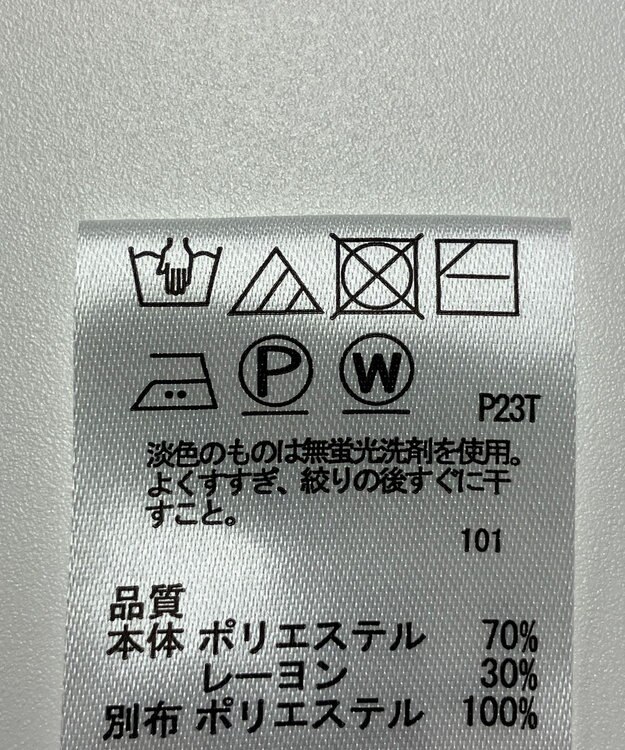 P W P23T
淡色のものは無蛍光洗剤を使用。
よくすすぎ、絞りの後すぐに干
すこと。
101
品質
本体 ポリエステル 70%
レーヨン 30%
別布 ポリエステル 100%